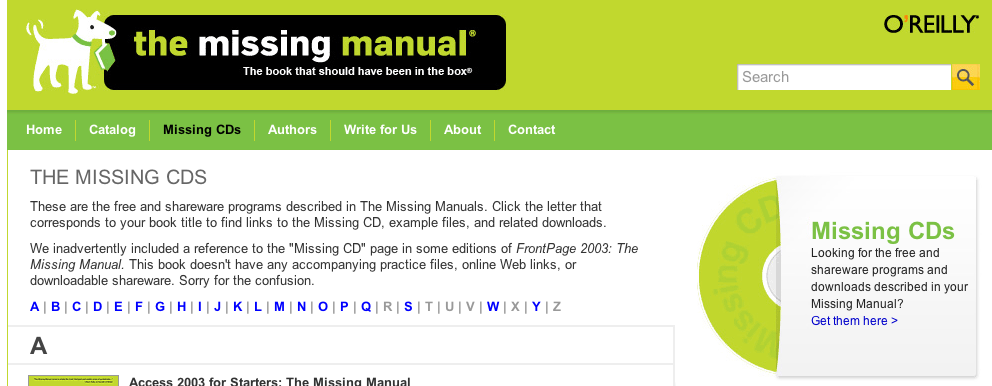 the missing manual®
The book that should have been in the box®
O'REILLY™
Search
Home Catalog Missing CDs Authors Write for Us About Contact
THE MISSING CDS
These are the free and shareware programs described in The Missing Manuals. Click the letter that
corresponds to your book title to find links to the Missing CD, example files, and related downloads.
We inadvertently included a reference to the "Missing CD" page in some editions of FrontPage 2003: The
Missing Manual. This book doesn't have any accompanying practice files, online Web links, or
downloadable shareware. Sorry for the confusion.
A | B | C | D | E | F | G | H | I | J | K | L | M | N | O | P | Q | R | S | T | U | V | W | X | Y | Z
A
Access 2003 for Starters: The Missing Manual
Missing CD
Missing CDs
Looking for the free and
shareware programs and
downloads described in your
Missing Manual?
Get them here >